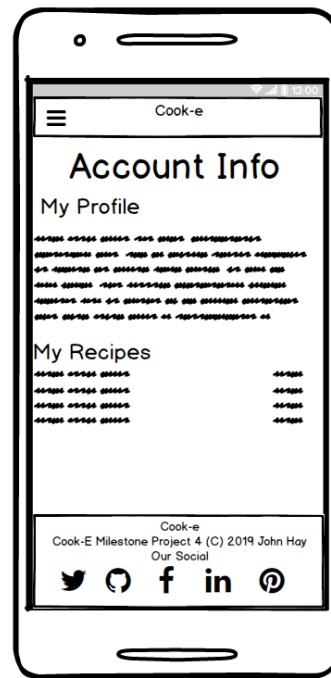 13:00
Cook-e
Account Info
My Profile
My Recipes
Cook-e
Cook-E Milestone Project 4 (C) 2019 John Hay
Our Social